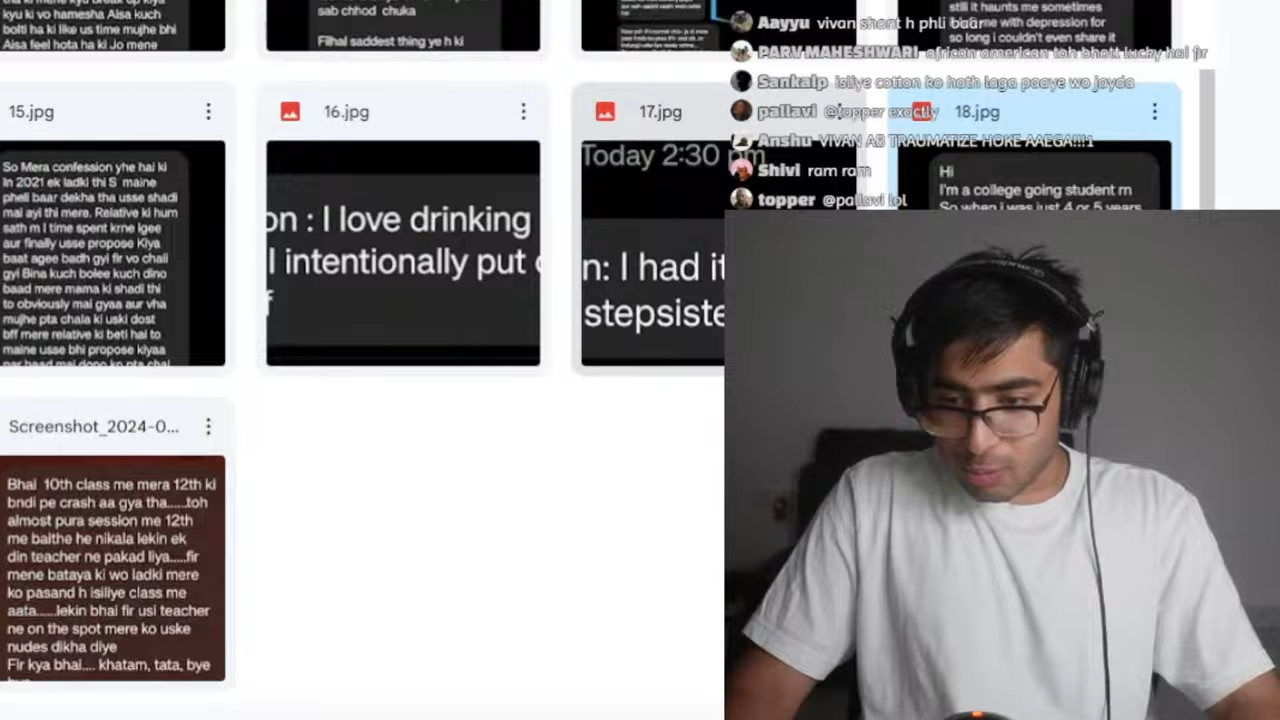 bolti ha ki like us time mujhe bhi
Aisa feel hota ha ki Jo mene
sab chhod chuka
Filhal saddest thing ye h ki
still it haunts me sometimes
me with depression for
so long i couldn't even share it
Aayyu vivan shant h phli baar
PARV MAHESHWARI african american toh bhott lucky hai fir
Sankalp isliye cotton ko hath laga paaye wo jayda
pallavi @topper exactly
Anshu VIVAN AB TRAUMATIZE HOKE AAEGA!!!1
Shivi ram ram
topper @pallavi lol
15.jpg
16.jpg
17.jpg
18.jpg
So Mera confession yhe hai ki
In 2021 ek ladki thi S maine
pheli baar dekha tha usse shadi
mai ayi thi mere. Relative ki hum
sath m I time spent krne lgee
aur finally usse propose Kiya
baat agee badh gyi fir vo chali
gyi Bina kuch bolee kuch dino
baad mere mama ki shadi thi
to obviously mai gyaa aur vha
mujhe pta chala ki uski dost
bff mere relative ki beti hai to
maine usse bhi propose kiyaa
on : I love drinking
I intentionally put
f
Today 2:30 pm
n: I had it
stepsiste
Hi
I'm a college going student m
So when i was just 4 or 5 years
Screenshot_2024-0...
Bhai 10th class me mera 12th ki
bndi pe crash aa gya tha.....toh
almost pura session me 12th
me baithe he nikala lekin ek
din teacher ne pakad liya....fir
mene bataya ki wo ladki mere
ko pasand h isiliye class me
aata......lekin bhai fir usi teacher
ne on the spot mere ko uske
nudes dikha diye
Fir kya bhai.... khatam, tata, bye